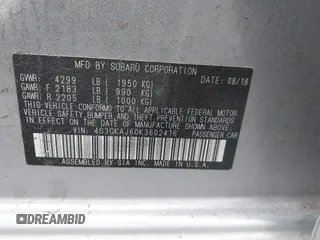 MFD BY SUBARU CORPORATION
GVWR: 4299 LB ( 1950 KG) DATE: 08/18
GAWR: F 2183 LB ( 990 KG)
GAWR: R 2205 LB ( 1000 KG)
THIS VEHICLE CONFORMS TO ALL APPLICABLE FEDERAL MOTOR
VEHICLE SAFETY, BUMPER, AND THEFT PREVENTION STANDARDS
IN EFFECT ON THE DATE OF MANUFACTURE SHOWN ABOVE.
VIN: 4S3GKAJ60K3602416 PASSENGER CAR
ASSEMBLED BY SIA INC. MADE IN U.S.A.
DREAMBID